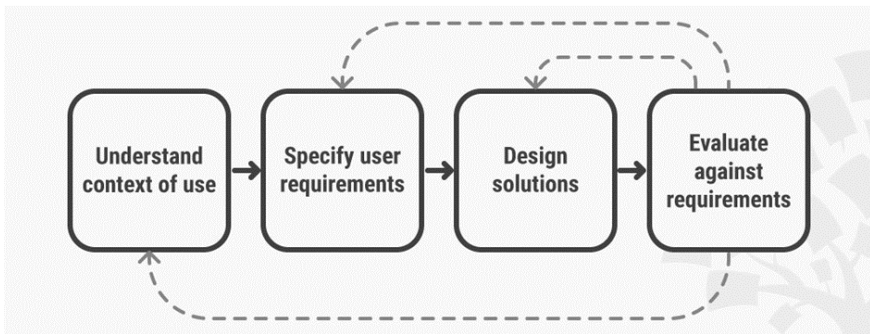 Understand
context of use
Specify user
requirements
Design
solutions
Evaluate
against
requirements